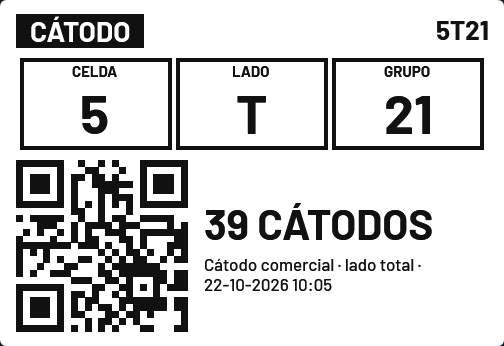 CÁTODO
5T21
CELDA
5
LADO
T
GRUPO
21
39 CÁTODOS
Cátodo comercial · lado total ·
22-10-2026 10:05